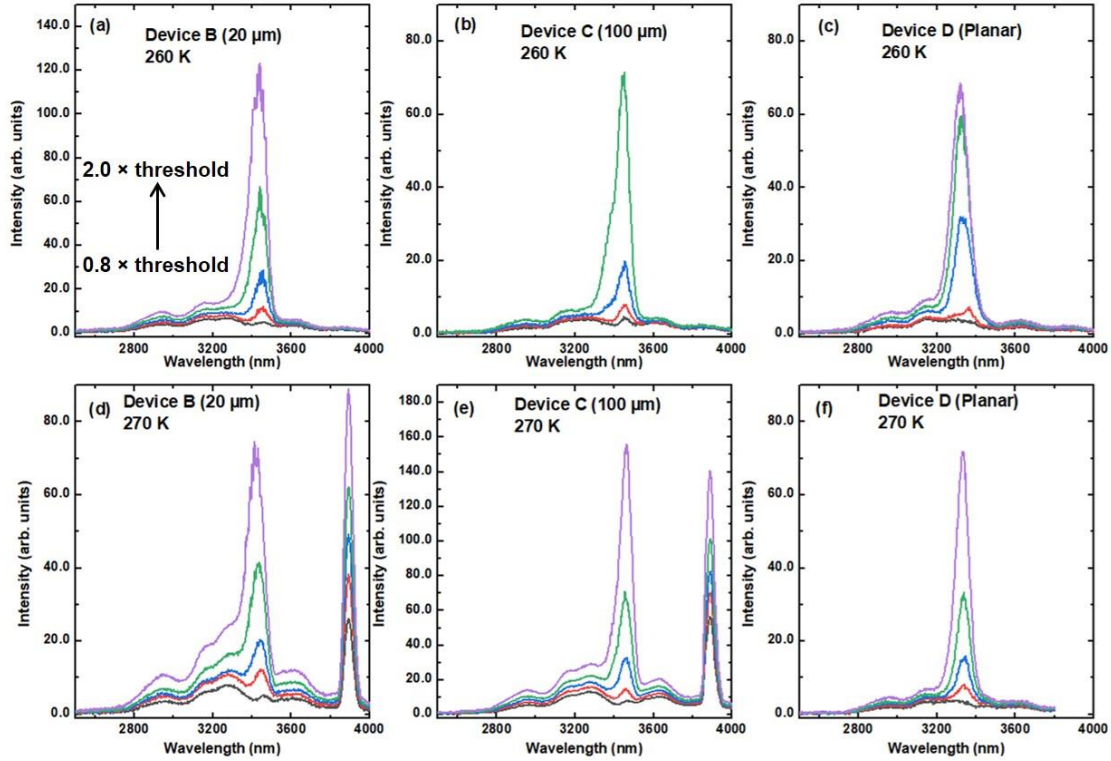 (a)
Device B (20 μm)
260 K
2.0 × threshold
0.8 × threshold
Intensity (arb. units)
140.0
120.0
100.0
80.0
60.0
40.0
20.0
0.0
2800 3200 3600 4000
Wavelength (nm)
(b)
Device C (100 μm)
260 K
Intensity (arb. units)
80.0
60.0
40.0
20.0
0.0
2800 3200 3600 4000
Wavelength (nm)
(c)
Device D (Planar)
260 K
Intensity (arb. units)
80.0
60.0
40.0
20.0
0.0
2800 3200 3600 4000
Wavelength (nm)
(d)
Device B (20 μm)
270 K
Intensity (arb. units)
80.0
60.0
40.0
20.0
0.0
2800 3200 3600 4000
Wavelength (nm)
(e)
Device C (100 μm)
270 K
Intensity (arb. units)
180.0
160.0
140.0
120.0
100.0
80.0
60.0
40.0
20.0
0.0
2800 3200 3600 4000
Wavelength (nm)
(f)
Device D (Planar)
270 K
Intensity (arb. units)
80.0
60.0
40.0
20.0
0.0
2800 3200 3600 4000
Wavelength (nm)